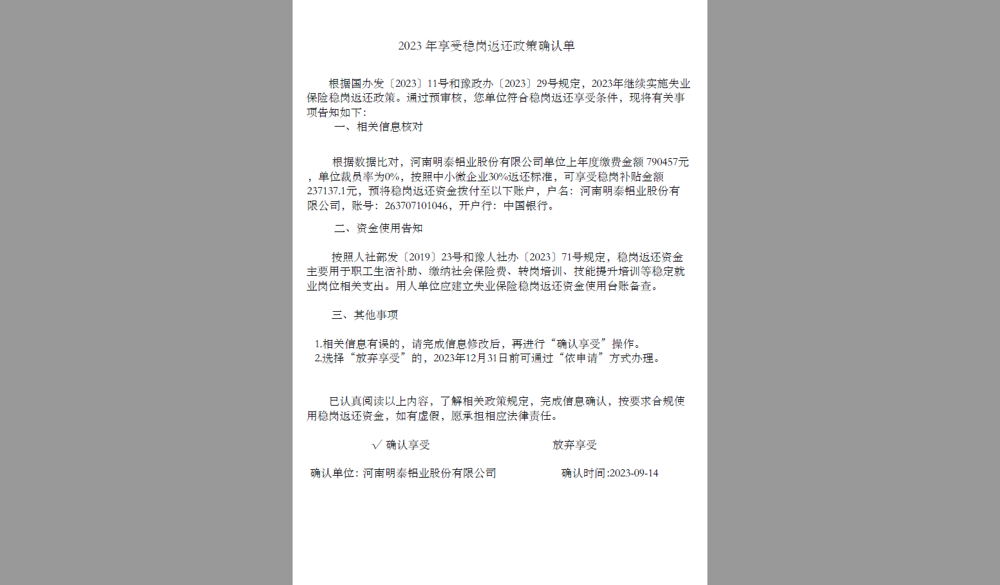 2023 年享受稳岗返还政策确认单
根据国办发〔2023〕11号和豫政办〔2023〕29号规定，2023年继续实施失业
保险稳岗返还政策。通过预审核，您单位符合稳岗返还享受条件，现将有关事
项告知如下：
一、相关信息核对
根据数据比对，河南明泰铝业股份有限公司单位上年度缴费金额 790457元
，单位裁员率为0%，按照中小微企业30%返还标准，可享受稳岗补贴金额
237137.1元，预将稳岗返还资金拨付至以下账户，户名：河南明泰铝业股份有
限公司，账号：263707101046，开户行：中国银行。
二、资金使用告知
按照人社部发〔2019〕23号和豫人社办〔2023〕71号规定，稳岗返还资金
主要用于职工生活补助、缴纳社会保险费、转岗培训、技能提升培训等稳定就
业岗位相关支出。用人单位应建立失业保险稳岗返还资金使用台账备查。
三、其他事项
1.相关信息有误的，请完成信息修改后，再进行“确认享受”操作。
2.选择“放弃享受”的，2023年12月31日前可通过“依申请”方式办理。
已认真阅读以上内容，了解相关政策规定，完成信息确认，按要求合规使
用稳岗返还资金，如有虚假，愿承担相应法律责任。
√ 确认享受 放弃享受
确认单位：河南明泰铝业股份有限公司 确认时间:2023-09-14